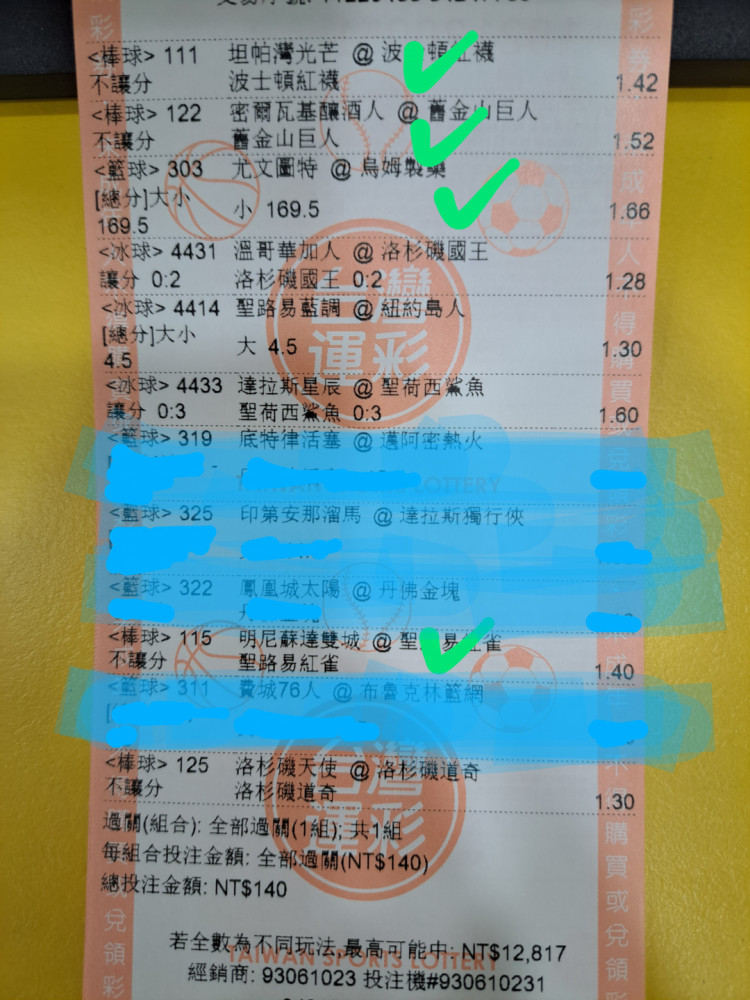 <棒球> 111 坦帕灣光芒 @ 波士頓紅襪
不讓分 波士頓紅襪 1.42
<棒球> 122 密爾瓦基釀酒人 @ 舊金山巨人
不讓分 舊金山巨人 1.52
<籃球> 303 尤文圖特 @ 烏姆製藥
[總分]大小 小 169.5 1.66
169.5
<冰球> 4431 溫哥華加人 @ 洛杉磯國王
讓分 0:2 洛杉磯國王 0:2 1.28
<冰球> 4414 聖路易藍調 @ 紐約島人
[總分]大小 大 4.5 1.30
4.5
<冰球> 4433 達拉斯星辰 @ 聖荷西鯊魚
讓分 0:3 聖荷西鯊魚 0:3 1.60
<籃球> 319 底特律活塞 @ 邁阿密熱火
<籃球> 325 印第安那溜馬 @ 達拉斯獨行俠
<籃球> 322 鳳凰城太陽 @ 丹佛金塊
<棒球> 115 明尼蘇達雙城 @ 聖路易紅雀
不讓分 聖路易紅雀 1.40
<籃球> 311 費城76人 @ 布魯克林籃網
<棒球> 125 洛杉磯天使 @ 洛杉磯道奇
不讓分 洛杉磯道奇 1.30
過關(組合): 全部過關(1組); 共1組
每組合投注金額: 全部過關(NT$140)
總投注金額: NT$140
若全數為不同玩法,最高可能中: NT$12,817
TAIWAN SPORTS LOTTERY
經銷商: 93061023 投注機#930610231
台灣運彩
台灣運彩